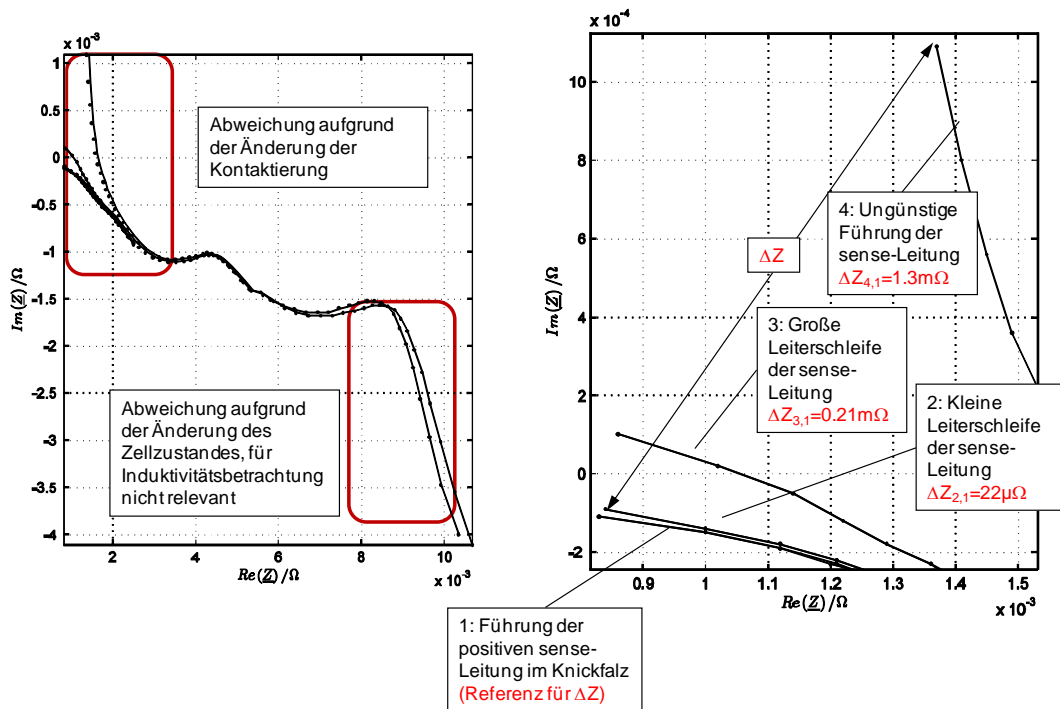 x 10⁻³
1
0.5
0
-0.5
-1
-1.5
-2
-2.5
-3
-3.5
-4
Im(Z)/Ω
2
4
6
8
10
x 10⁻³
Re(Z)/Ω
Abweichung aufgrund
der Änderung der
Kontaktierung
Abweichung aufgrund
der Änderung des
Zellzustandes, für
Induktivitätsbetrachtung
nicht relevant
x 10⁻⁴
10
8
6
4
2
0
-2
Im(Z)/Ω
0.9
1
1.1
1.2
1.3
1.4
1.5
x 10⁻³
Re(Z)/Ω
ΔZ
4: Ungünstige
Führung der
sense-Leitung
ΔZ4,1=1.3mΩ
3: Große
Leiterschleife
der sense-
Leitung
ΔZ3,1=0.21mΩ
2: Kleine
Leiterschleife
der sense-
Leitung
ΔZ2,1=22µΩ
1: Führung der
positiven sense-
Leitung im Knickfalz
(Referenz für ΔZ)